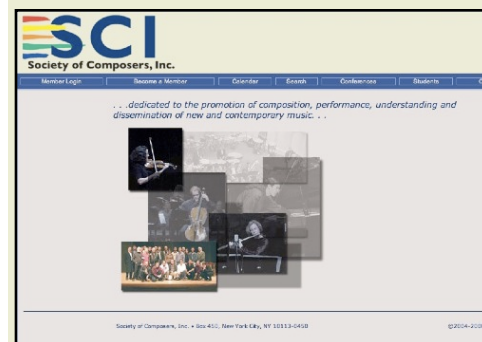 SCI
Society of Composers, Inc.
Member Login | Become a Member | Calendar | Search | Conferences | Students |
. . .dedicated to the promotion of composition, performance, understanding and
dissemination of new and contemporary music. . .
Society of Composers, Inc. • Box 450, New York City, NY 10113-0450
©2004-200